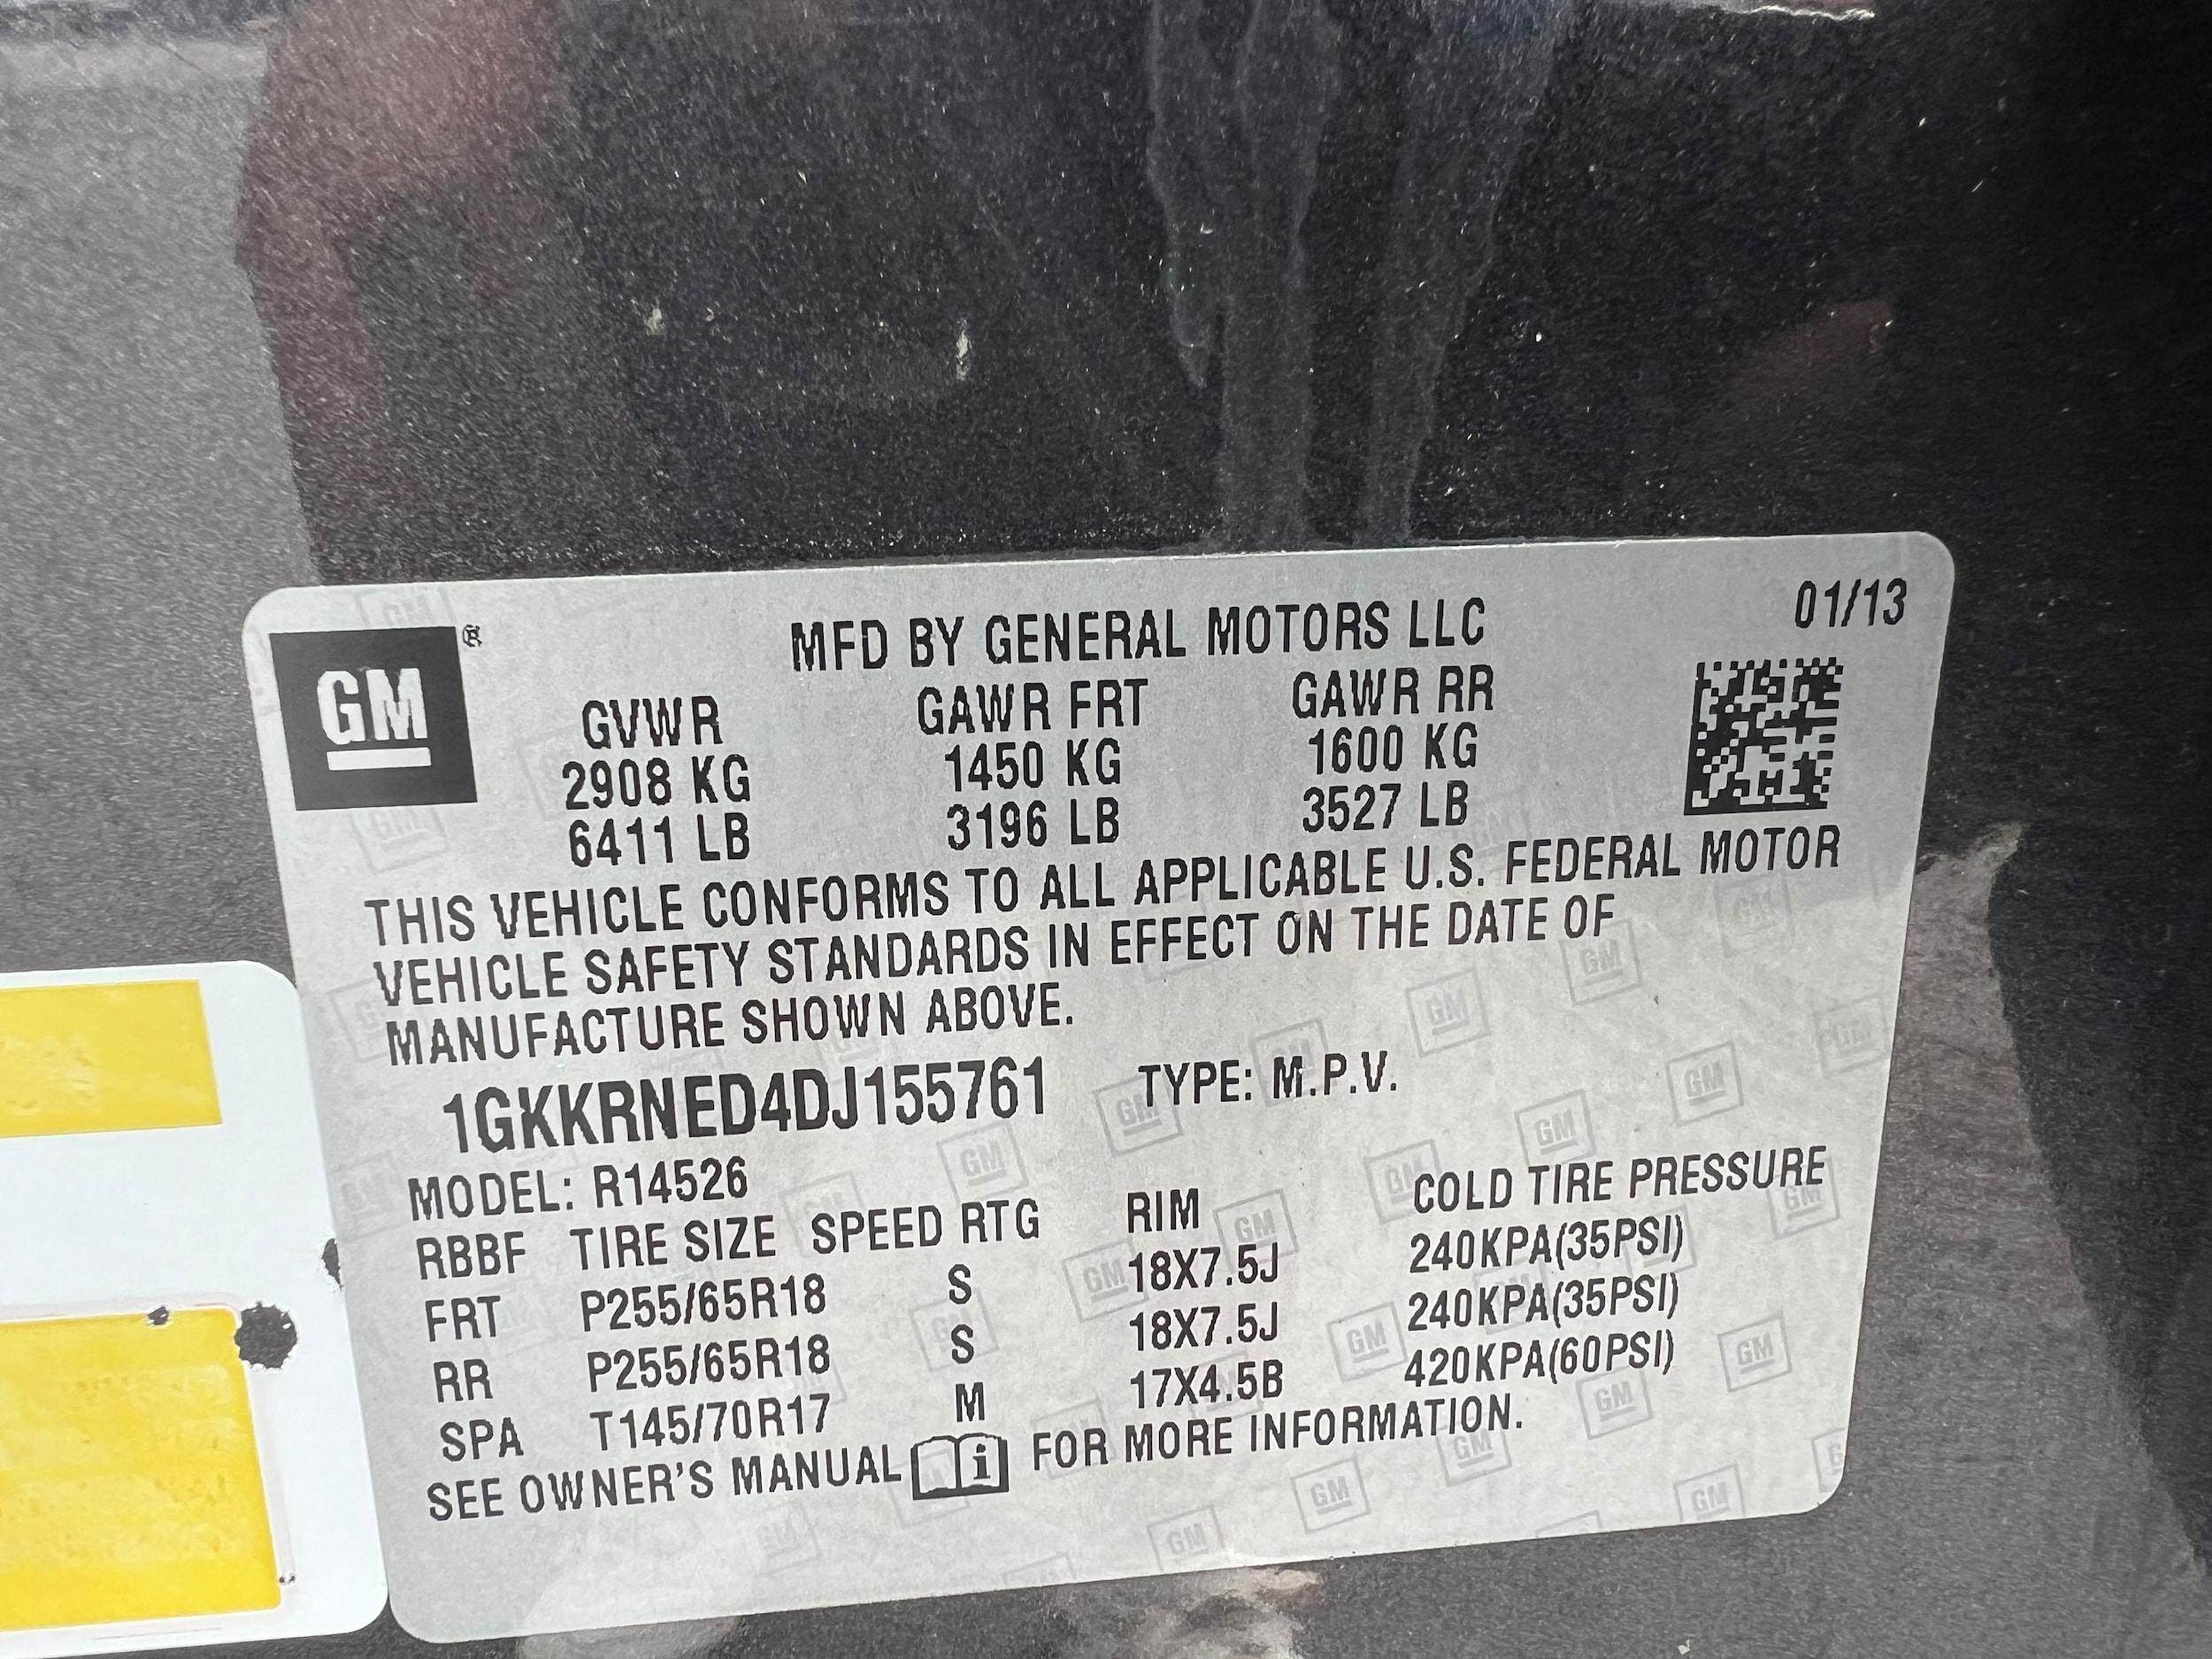 MFD BY GENERAL MOTORS LLC 01/13
GM ®
GVWR GAWR FRT GAWR RR
2908 KG 1450 KG 1600 KG
6411 LB 3196 LB 3527 LB
THIS VEHICLE CONFORMS TO ALL APPLICABLE U.S. FEDERAL MOTOR
VEHICLE SAFETY STANDARDS IN EFFECT ON THE DATE OF
MANUFACTURE SHOWN ABOVE.
1GKKRNED4DJ155761 TYPE: M.P.V.
MODEL: R14526
RBBF TIRE SIZE SPEED RTG RIM COLD TIRE PRESSURE
FRT P255/65R18 S 18X7.5J 240KPA(35PSI)
RR P255/65R18 S 18X7.5J 240KPA(35PSI)
SPA T145/70R17 M 17X4.5B 420KPA(60PSI)
SEE OWNER'S MANUAL i FOR MORE INFORMATION.